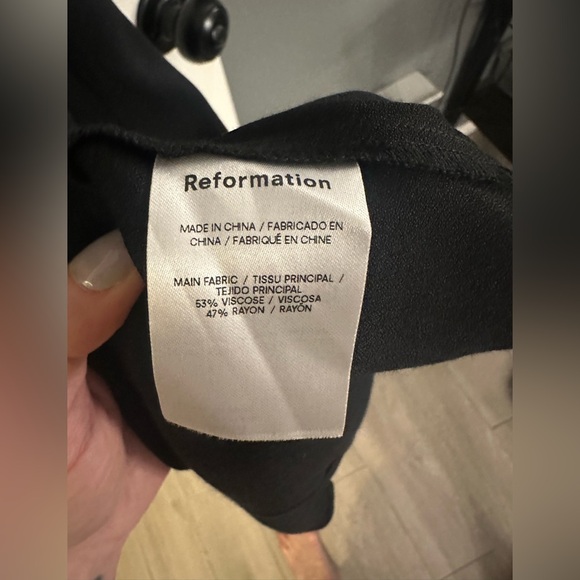 Reformation
MADE IN CHINA / FABRICADO EN
CHINA / FABRIQUÉ EN CHINE
MAIN FABRIC / TISSU PRINCIPAL /
TEJIDO PRINCIPAL
53% VISCOSE / VISCOSA
47% RAYON / RAYÓN